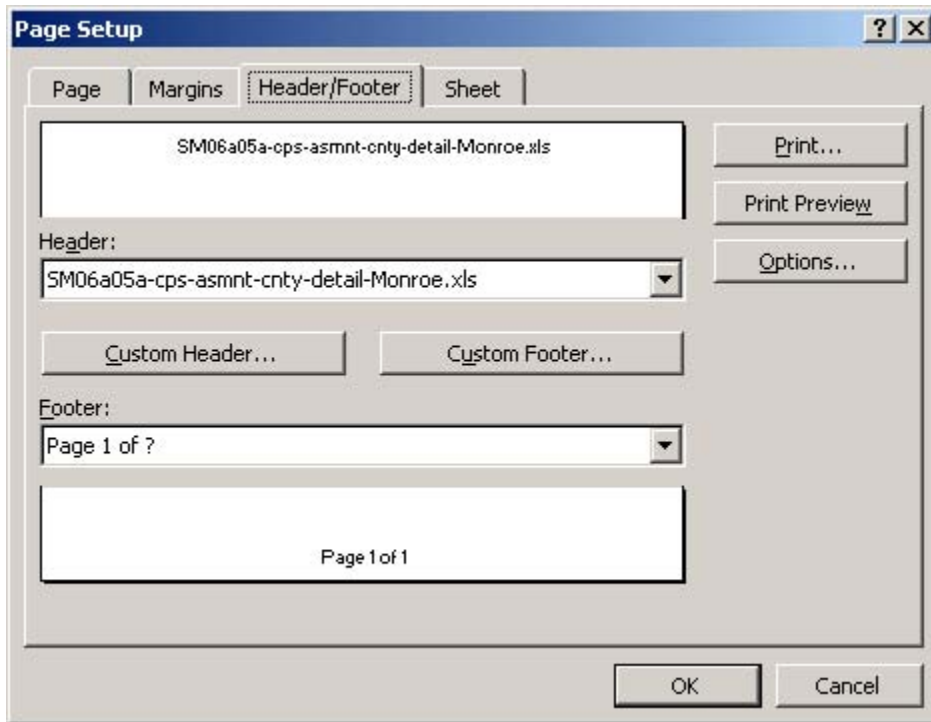 Page Setup
Page Margins Header/Footer Sheet
SM06a05a-cps-asmnt-cnty-detail-Monroe.xls
Print...
Print Preview
Header:
Options...
SM06a05a-cps-asmnt-cnty-detail-Monroe.xls
Custom Header... Custom Footer...
Footer:
Page 1 of ?
Page 1 of 1
OK Cancel